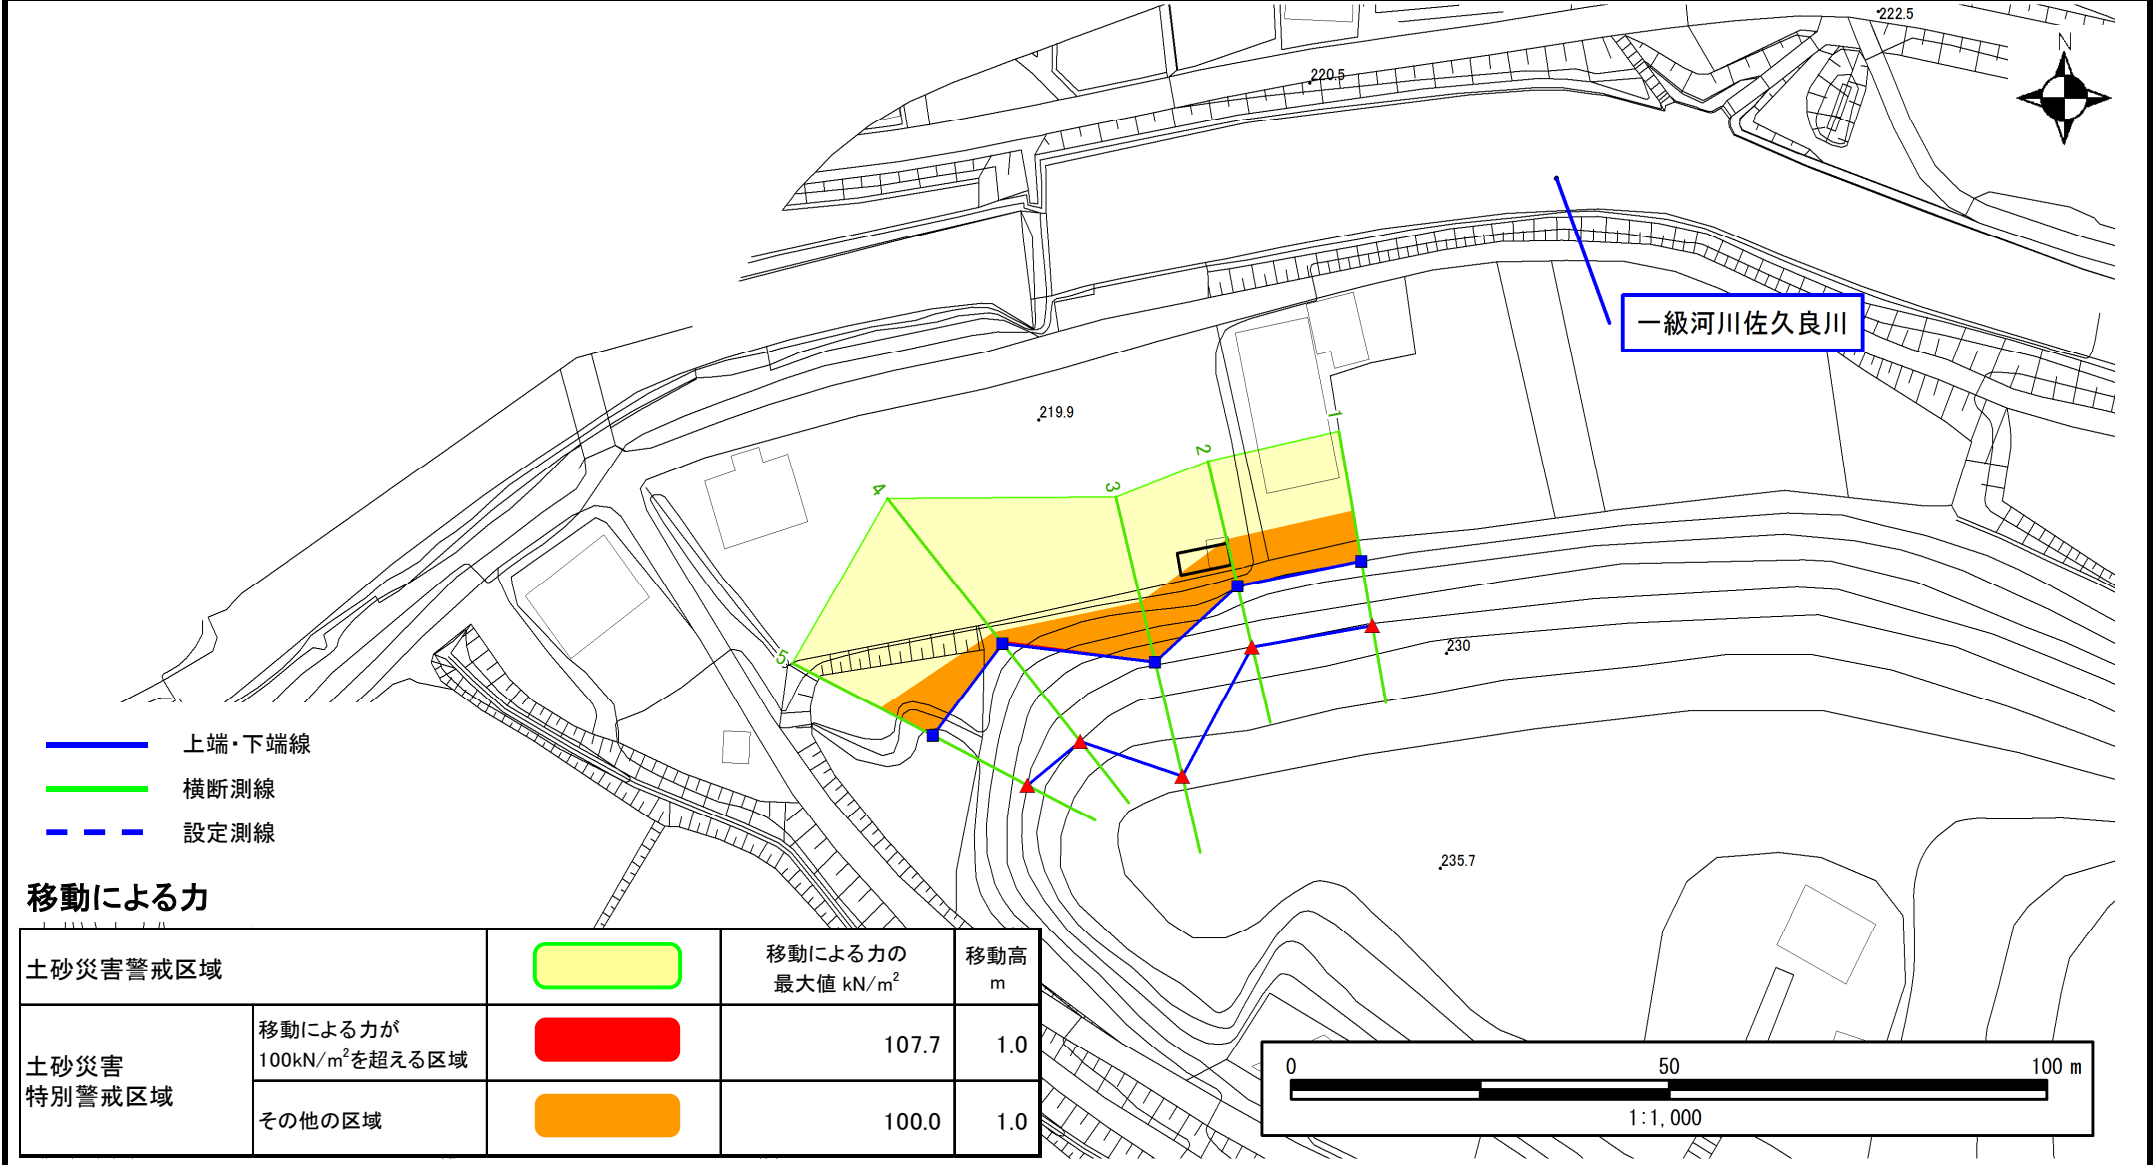 222.5
N
220.5
一級河川佐久良川
219.9
1
2
3
4
5
230
235.7
上端・下端線
横断測線
設定測線
移動による力
土砂災害警戒区域
移動による力の
最大値 kN/m²
移動高
m
土砂災害
特別警戒区域
移動による力が
100kN/m²を超える区域
107.7
1.0
その他の区域
100.0
1.0
0 50 100 m
1:1,000